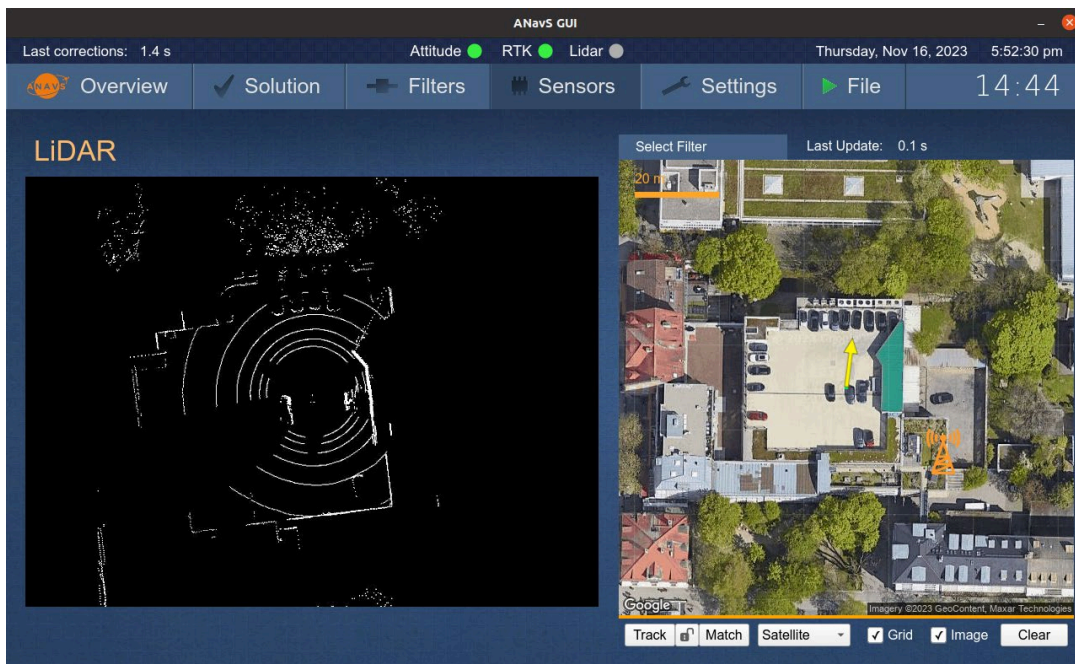 ANavS GUI
Last corrections: 1.4 s
Attitude
RTK
Lidar
Thursday, Nov 16, 2023
5:52:30 pm
ANAVS
Overview
Solution
Filters
Sensors
Settings
File
14:44
LiDAR
Select Filter
Last Update: 0.1 s
20 m
Google
Imagery ©2023 GeoContent, Maxar Technologies
Track
Match
Satellite
Grid
Image
Clear